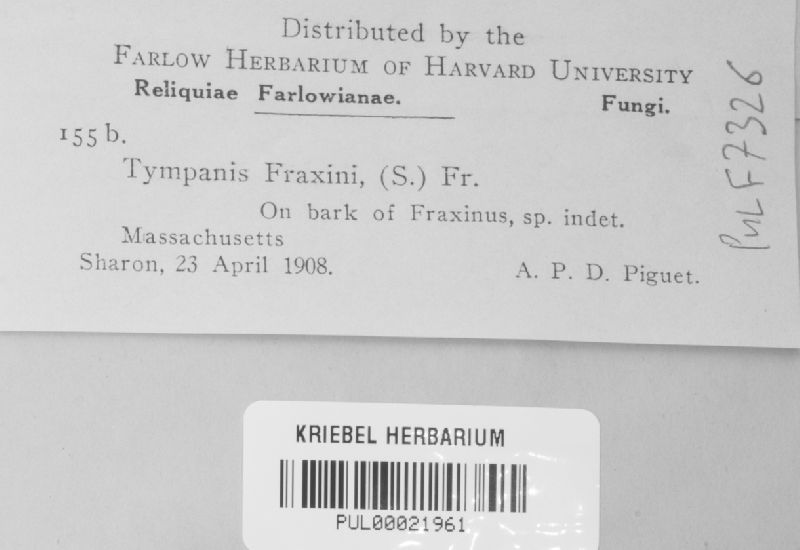 Distributed by the
Farlow Herbarium of Harvard University
Reliquiae Farlowianae. Fungi.
155 b.
Tympanis Fraxini, (S.) Fr.
On bark of Fraxinus, sp. indet.
Massachusetts
Sharon, 23 April 1908. A. P. D. Piguet.
PUL F7326
KRIEBEL HERBARIUM
PUL00021961